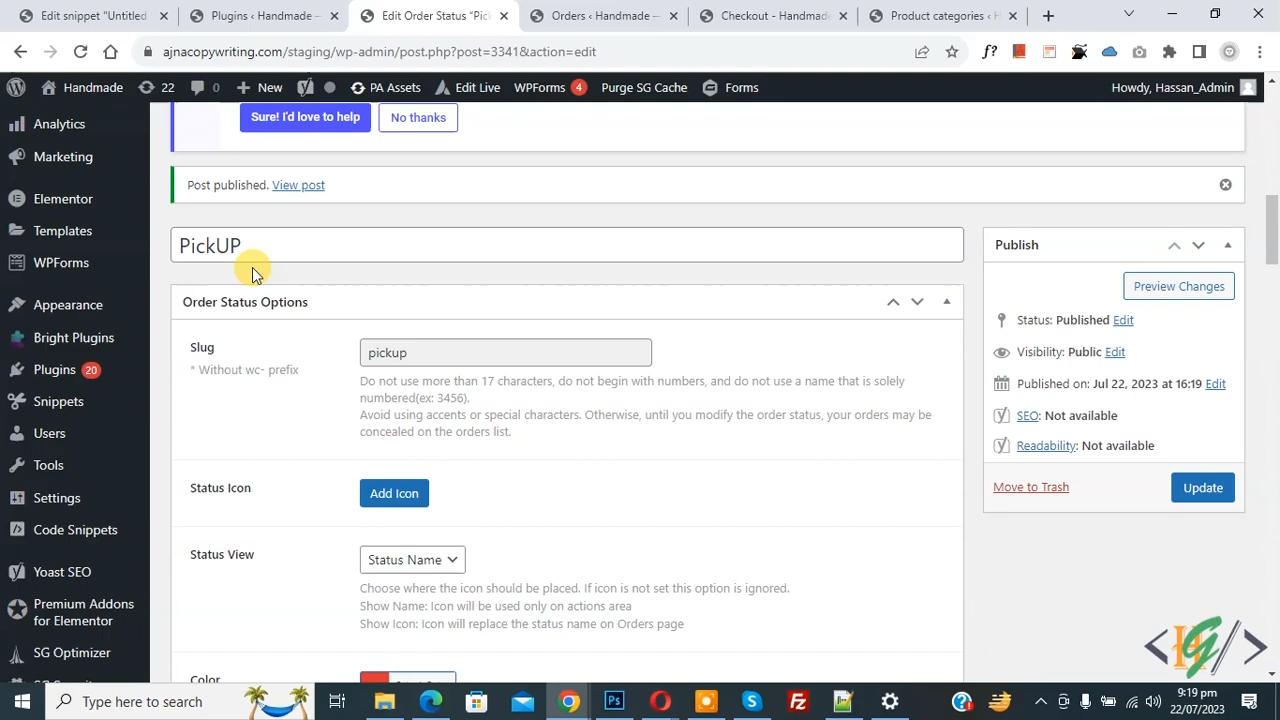 Edit snippet "Untitled
Plugins ‹ Handmade —
Edit Order Status "Pick
Orders ‹ Handmade —
Checkout - Handmade
Product categories ‹ H
ajnacopywriting.com/staging/wp-admin/post.php?post=3341&action=edit
Handmade
22
0
New
PA Assets
Edit Live
WPForms 4
Purge SG Cache
Forms
Howdy, Hassan_Admin
Analytics
Marketing
Elementor
Templates
WPForms
Appearance
Bright Plugins
Plugins 20
Snippets
Users
Tools
Settings
Code Snippets
Yoast SEO
Premium Addons
for Elementor
SG Optimizer
Sure! I'd love to help
No thanks
Post published. View post
PickUP
Order Status Options
Slug
* Without wc- prefix
pickup
Do not use more than 17 characters, do not begin with numbers, and do not use a name that is solely
numbered(ex: 3456).
Avoid using accents or special characters. Otherwise, until you modify the order status, your orders may be
concealed on the orders list.
Status Icon
Add Icon
Status View
Status Name
Choose where the icon should be placed. If icon is not set this option is ignored.
Show Name: Icon will be used only on actions area
Show Icon: Icon will replace the status name on Orders page
Color
Publish
Preview Changes
Status: Published Edit
Visibility: Public Edit
Published on: Jul 22, 2023 at 16:19 Edit
SEO: Not available
Readability: Not available
Move to Trash
Update
Type here to search
9:19 pm
22/07/2023